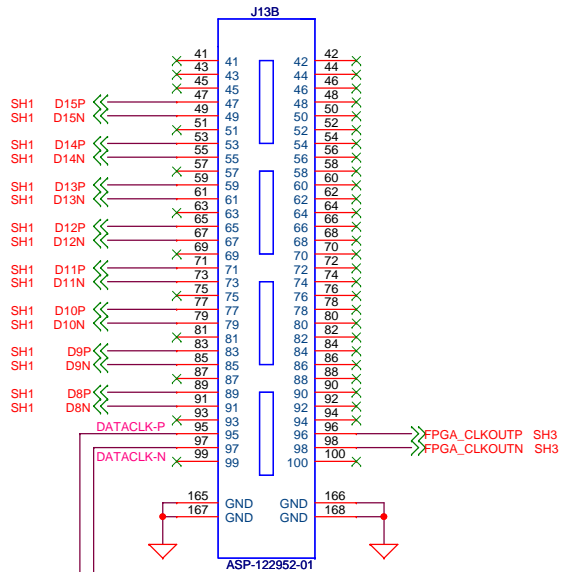 J13B
41 41 42 42
43 43 44 44
45 45 46 46
SH1 D15P 47 47 48 48
SH1 D15N 49 49 50 50
51 51 52 52
SH1 D14P 53 53 54 54
SH1 D14N 55 55 56 56
57 57 58 58
SH1 D13P 59 59 60 60
SH1 D13N 61 61 62 62
63 63 64 64
SH1 D12P 65 65 66 66
SH1 D12N 67 67 68 68
69 69 70 70
SH1 D11P 71 71 72 72
SH1 D11N 73 73 74 74
75 75 76 76
SH1 D10P 77 77 78 78
SH1 D10N 79 79 80 80
81 81 82 82
SH1 D9P 83 83 84 84
SH1 D9N 85 85 86 86
87 87 88 88
SH1 D8P 89 89 90 90
SH1 D8N 91 91 92 92
93 93 94 94
DATACLK-P 95 95 96 96 FPGA_CLKOUTP SH3
97 97 98 98 FPGA_CLKOUTN SH3
DATACLK-N 99 99 100 100
165 GND GND 166
167 GND GND 168
ASP-122952-01